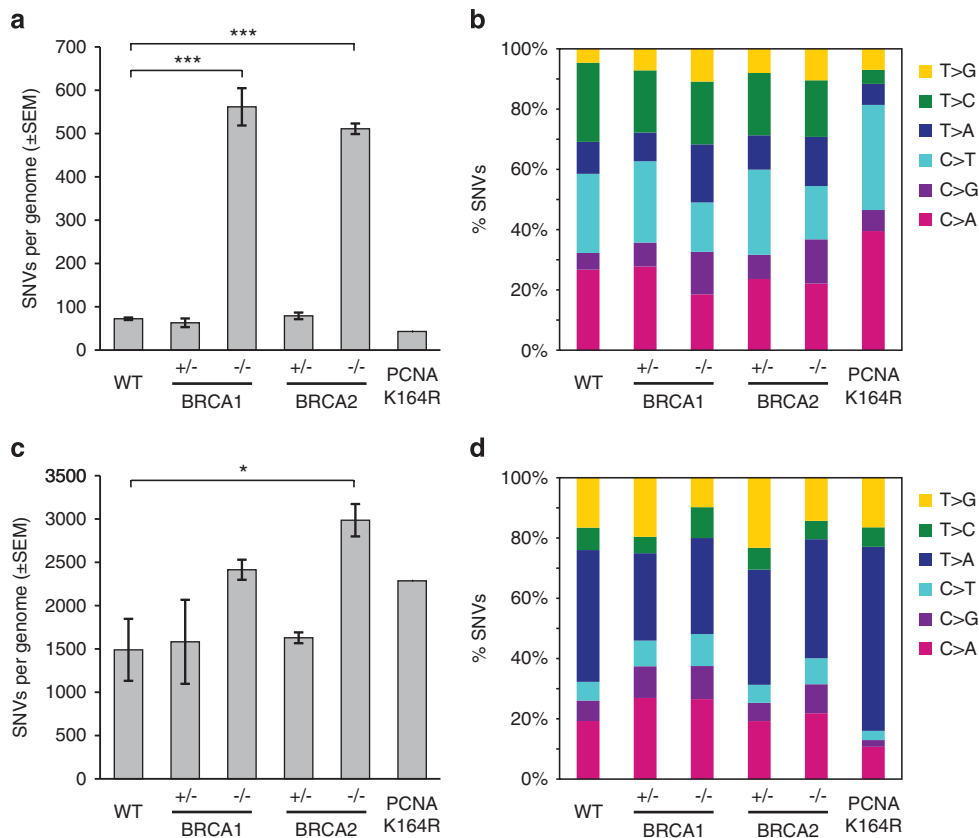 a
SNVs per genome (±SEM)
700
600
500
400
300
200
100
0
***
***
WT
+/-
-/-
+/-
-/-
BRCA1
BRCA2
PCNA
K164R
b
% SNVs
100%
80%
60%
40%
20%
0%
WT
+/-
-/-
+/-
-/-
BRCA1
BRCA2
PCNA
K164R
T>G
T>C
T>A
C>T
C>G
C>A
c
SNVs per genome (±SEM)
3500
3000
2500
2000
1500
1000
500
0
*
WT
+/-
-/-
+/-
-/-
BRCA1
BRCA2
PCNA
K164R
d
% SNVs
100%
80%
60%
40%
20%
0%
WT
+/-
-/-
+/-
-/-
BRCA1
BRCA2
PCNA
K164R
T>G
T>C
T>A
C>T
C>G
C>A